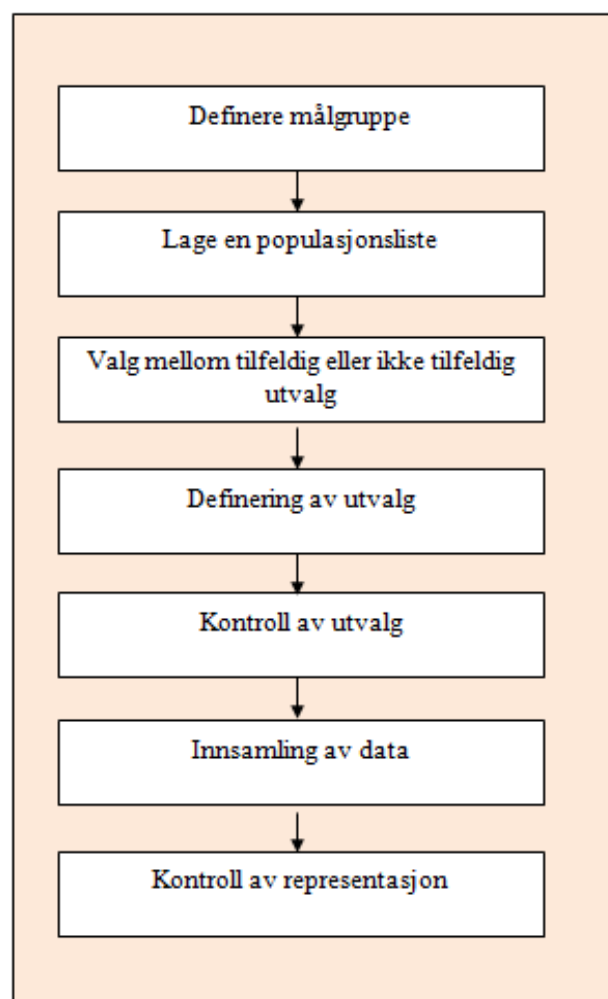 Definere målgruppe
Lage en populasjonsliste
Valg mellom tilfeldig eller ikke tilfeldig
utvalg
Definering av utvalg
Kontroll av utvalg
Innsamling av data
Kontroll av representasjon